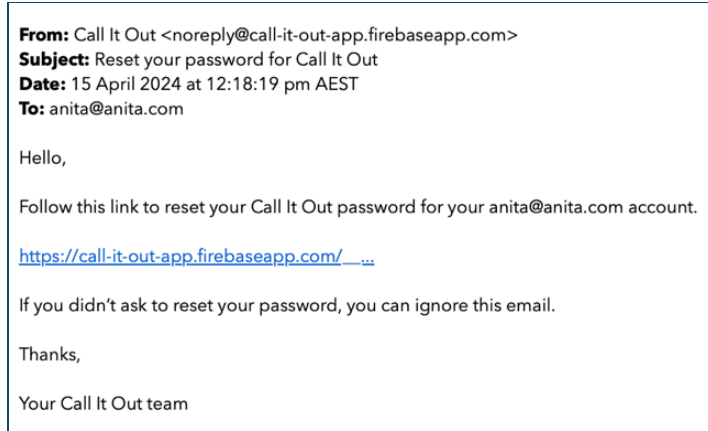 From: Call It Out <noreply@call-it-out-app.firebaseapp.com>
Subject: Reset your password for Call It Out
Date: 15 April 2024 at 12:18:19 pm AEST
To: anita@anita.com
Hello,
Follow this link to reset your Call It Out password for your anita@anita.com account.
https://call-it-out-app.firebaseapp.com/__...
If you didn’t ask to reset your password, you can ignore this email.
Thanks,
Your Call It Out team